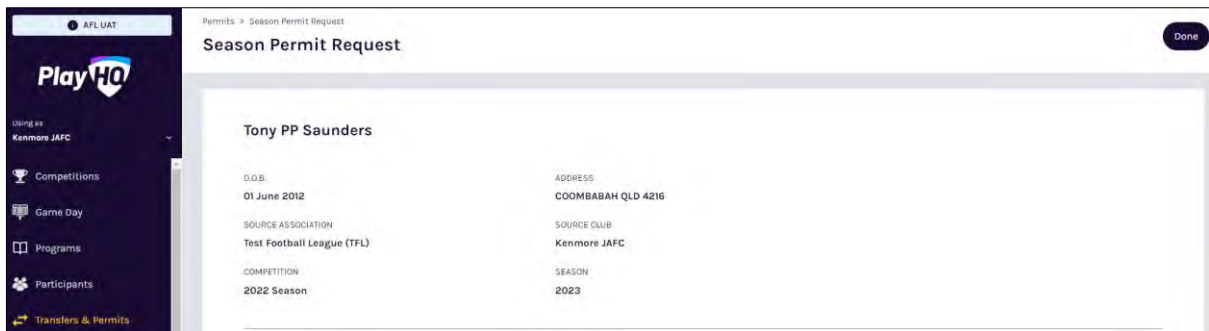 AFL UAT
PlayHQ
Using as
Kenmore JAFC
Competitions
Game Day
Programs
Participants
Transfers & Permits
Permits > Season Permit Request
Season Permit Request
Done
Tony PP Saunders
D.O.B.
ADDRESS
01 June 2012
COOMBABAH QLD 4216
SOURCE ASSOCIATION
SOURCE CLUB
Test Football League (TFL)
Kenmore JAFC
COMPETITION
SEASON
2022 Season
2023